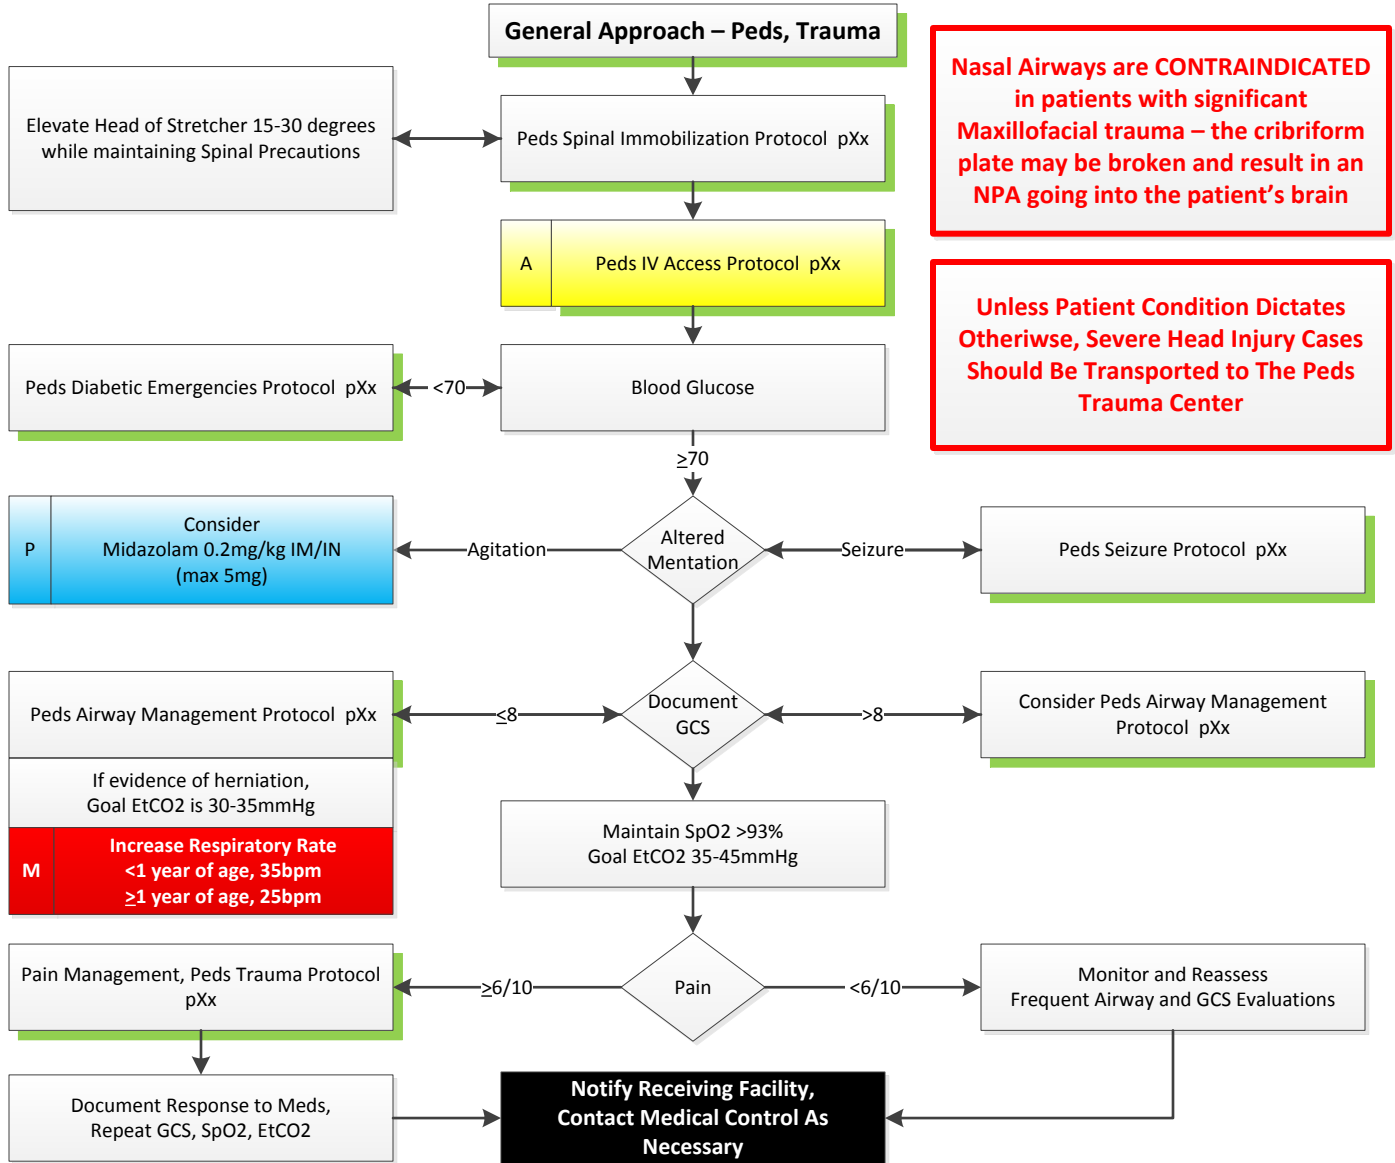 General Approach – Peds, Trauma
Nasal Airways are CONTRAINDICATED
in patients with significant
Maxillofacial trauma – the cribriform
plate may be broken and result in an
NPA going into the patient's brain
Elevate Head of Stretcher 15-30 degrees
while maintaining Spinal Precautions
Peds Spinal Immobilization Protocol pXx
A
Peds IV Access Protocol pXx
Unless Patient Condition Dictates
Otheriwse, Severe Head Injury Cases
Should Be Transported to The Peds
Trauma Center
Peds Diabetic Emergencies Protocol pXx
<70
Blood Glucose
≥70
P
Consider
Midazolam 0.2mg/kg IM/IN
(max 5mg)
Agitation
Altered
Mentation
Seizure
Peds Seizure Protocol pXx
Peds Airway Management Protocol pXx
≤8
Document
GCS
>8
Consider Peds Airway Management
Protocol pXx
If evidence of herniation,
Goal EtCO2 is 30-35mmHg
M
Increase Respiratory Rate
<1 year of age, 35bpm
≥1 year of age, 25bpm
Maintain SpO2 >93%
Goal EtCO2 35-45mmHg
Pain Management, Peds Trauma Protocol
pXx
≥6/10
Pain
<6/10
Monitor and Reassess
Frequent Airway and GCS Evaluations
Document Response to Meds,
Repeat GCS, SpO2, EtCO2
Notify Receiving Facility,
Contact Medical Control As
Necessary